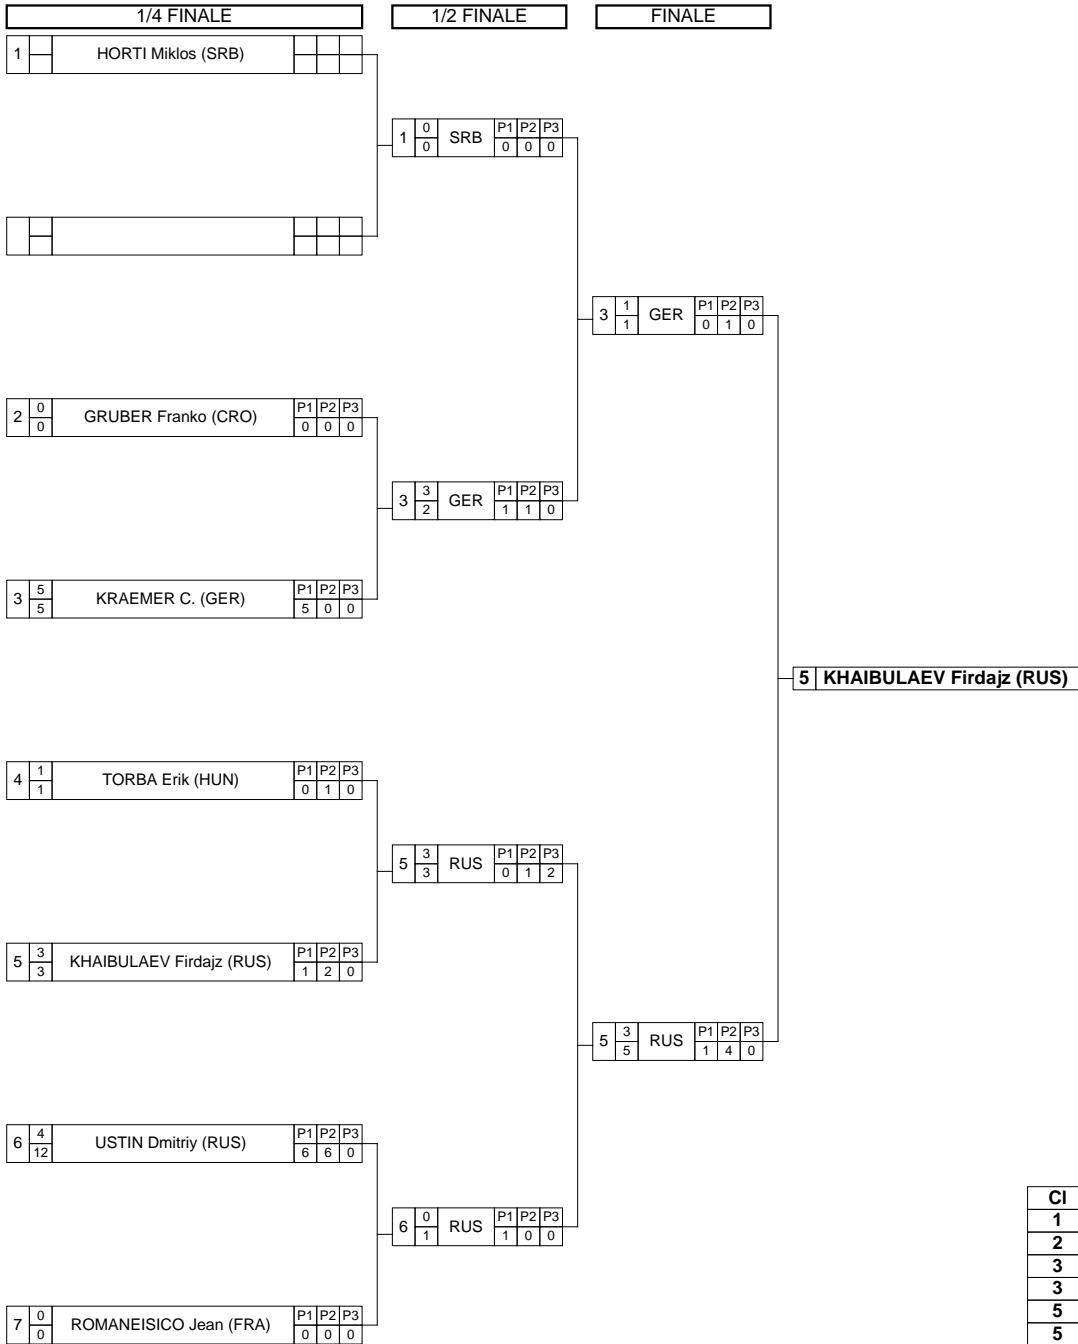 1/4 FINALE 1/2 FINALE FINALE
1 HORTI Miklos (SRB)
1 0 SRB P1 P2 P3
0 0 0 0
3 1 GER P1 P2 P3
1 0 1 0
2 0 GRUBER Franko (CRO) P1 P2 P3
0 0 0 0
3 3 GER P1 P2 P3
2 1 1 0
3 5 KRAEMER C. (GER) P1 P2 P3
5 5 0 0
5 KHAIBULAEV Firdajz (RUS)
4 1 TORBA Erik (HUN) P1 P2 P3
1 0 1 0
5 3 RUS P1 P2 P3
3 0 1 2
5 3 KHAIBULAEV Firdajz (RUS) P1 P2 P3
3 1 2 0
5 3 RUS P1 P2 P3
5 1 4 0
6 4 USTIN Dmitriy (RUS) P1 P2 P3
12 6 6 0
6 0 RUS P1 P2 P3
1 1 0 0
7 0 ROMANEISICO Jean (FRA) P1 P2 P3
0 0 0 0
Cl
1
2
3
3
5
5